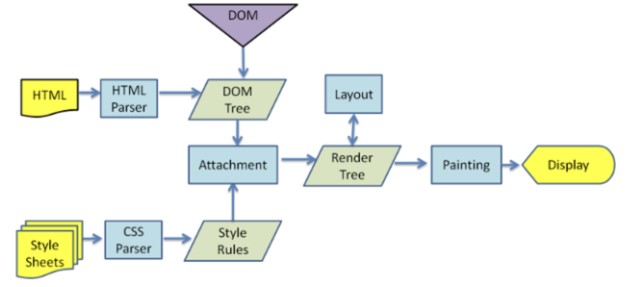 DOM
HTML
HTML
Parser
DOM
Tree
Layout
Attachment
Render
Tree
Painting
Display
Style
Sheets
CSS
Parser
Style
Rules